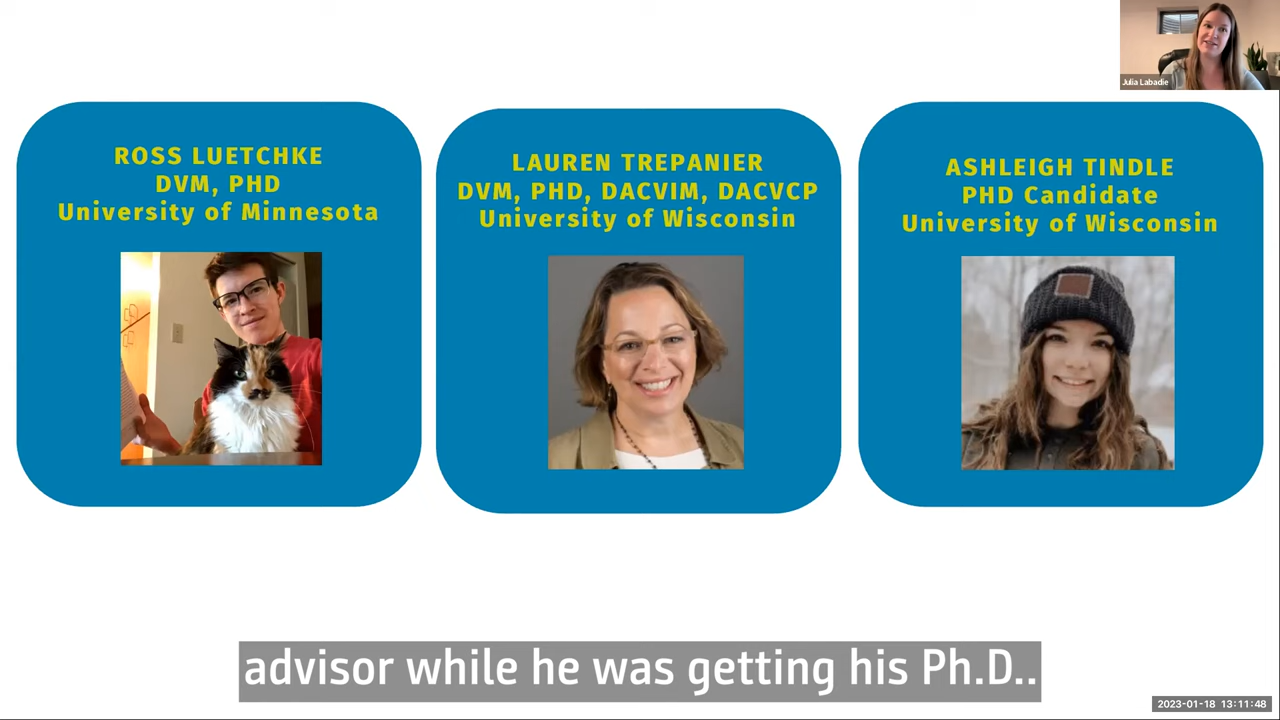 Julia Labadie
ROSS LUETCHKE
DVM, PHD
University of Minnesota
LAUREN TREPANIER
DVM, PHD, DACVIM, DACVCP
University of Wisconsin
ASHLEIGH TINDLE
PHD Candidate
University of Wisconsin
advisor while he was getting his Ph.D..
2023-01-18 13:11:48